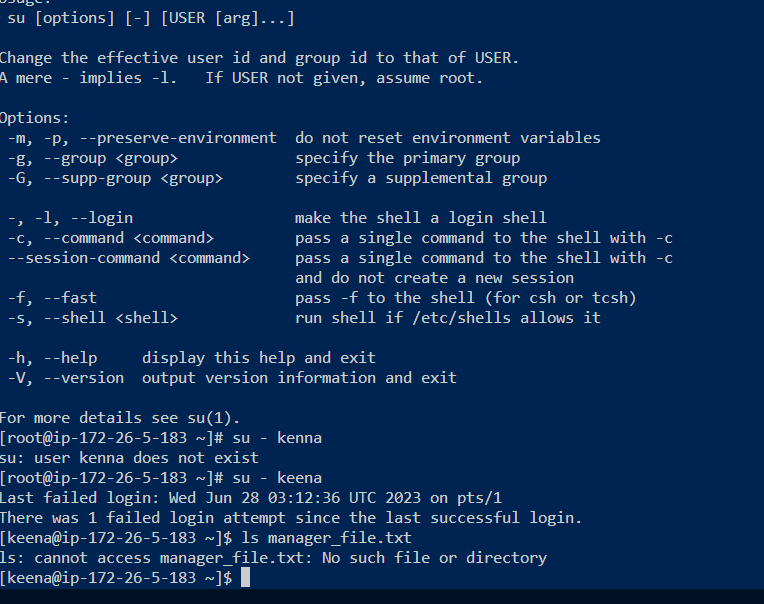 Usage:
su [options] [-] [USER [arg]...]
Change the effective user id and group id to that of USER.
A mere - implies -l.   If USER not given, assume root.
Options:
-m, -p, --preserve-environment  do not reset environment variables
-g, --group <group>             specify the primary group
-G, --supp-group <group>        specify a supplemental group
-, -l, --login                  make the shell a login shell
-c, --command <command>         pass a single command to the shell with -c
--session-command <command>     pass a single command to the shell with -c
and do not create a new session
-f, --fast                      pass -f to the shell (for csh or tcsh)
-s, --shell <shell>             run shell if /etc/shells allows it
-h, --help     display this help and exit
-V, --version  output version information and exit
For more details see su(1).
[root@ip-172-26-5-183 ~]# su - kenna
su: user kenna does not exist
[root@ip-172-26-5-183 ~]# su - keena
Last failed login: Wed Jun 28 03:12:36 UTC 2023 on pts/1
There was 1 failed login attempt since the last successful login.
[keena@ip-172-26-5-183 ~]$ ls manager_file.txt
ls: cannot access manager_file.txt: No such file or directory
[keena@ip-172-26-5-183 ~]$